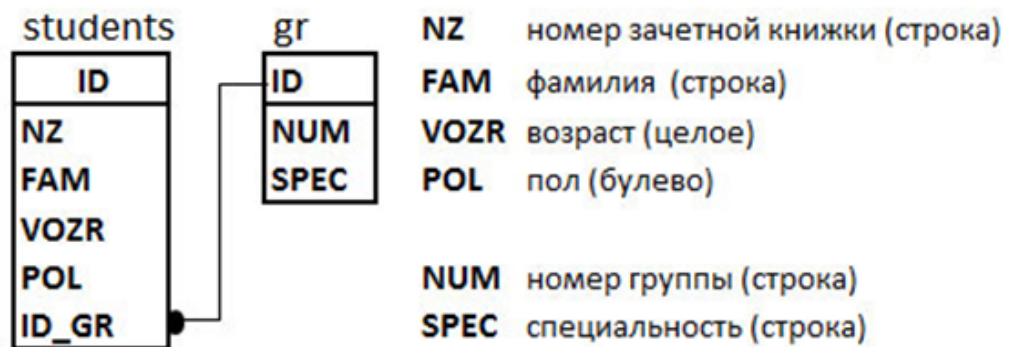 students gr
ID ID
NZ NUM
FAM SPEC
VOZR
POL
ID_GR
NZ номер зачетной книжки (строка)
FAM фамилия (строка)
VOZR возраст (целое)
POL пол (булево)
NUM номер группы (строка)
SPEC специальность (строка)